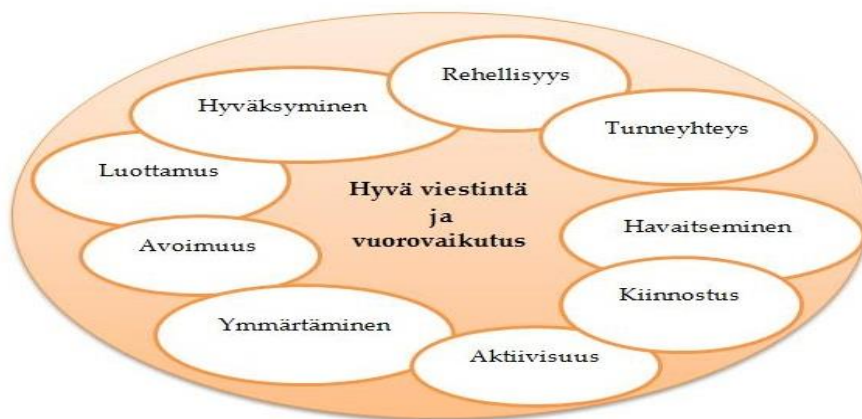 Rehellisyys
Hyväksyminen
Tunneyhteys
Luottamus
Hyvä viestintä
ja
vuorovaikutus
Havaitseminen
Avoimuus
Kiinnostus
Ymmärtäminen
Aktiivisuus